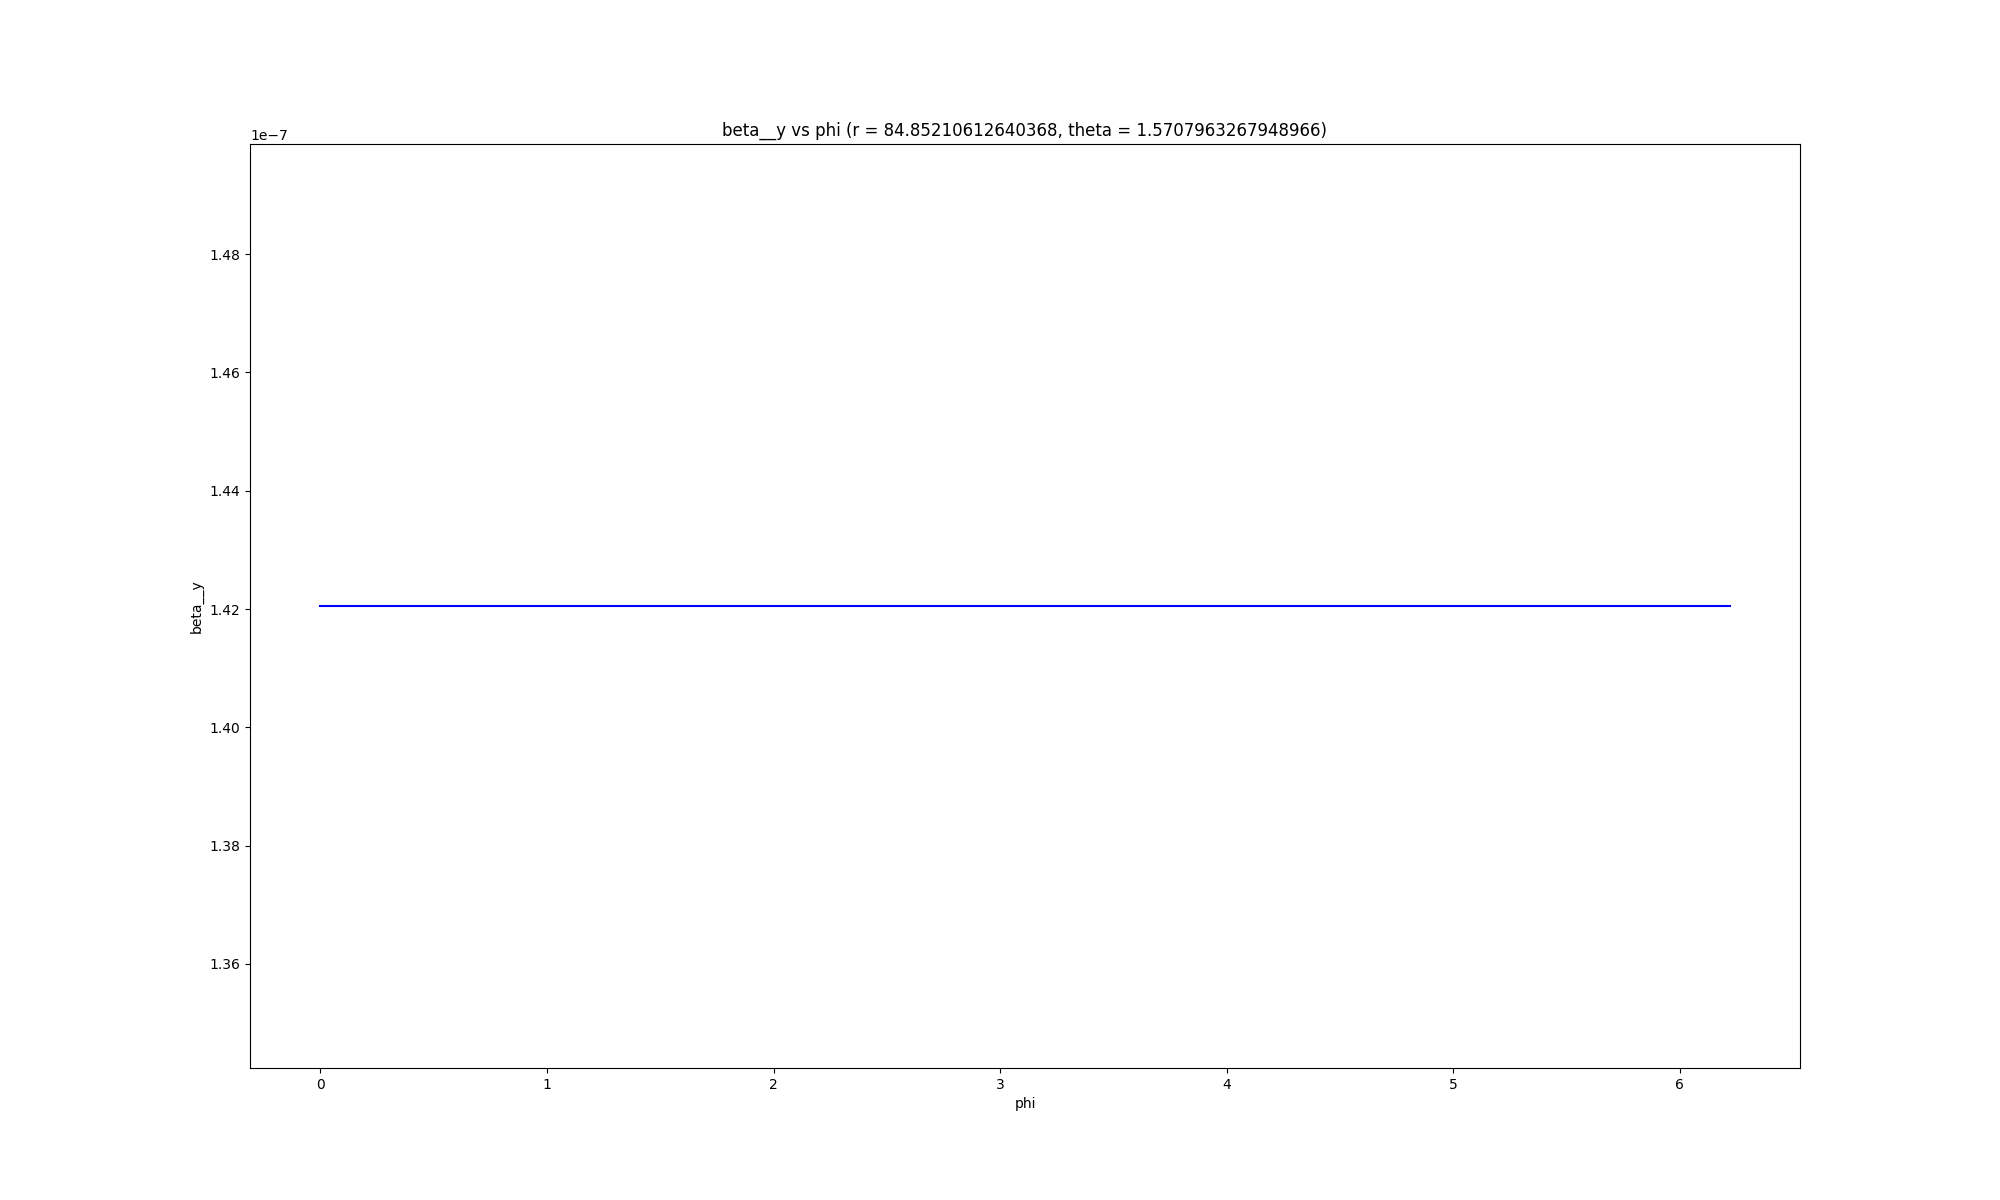 beta__y vs phi (r = 84.85210612640368, theta = 1.5707963267948966)
1e−7
1.48
1.46
1.44
1.42
1.40
1.38
1.36
beta__y
0 1 2 3 4 5 6
phi